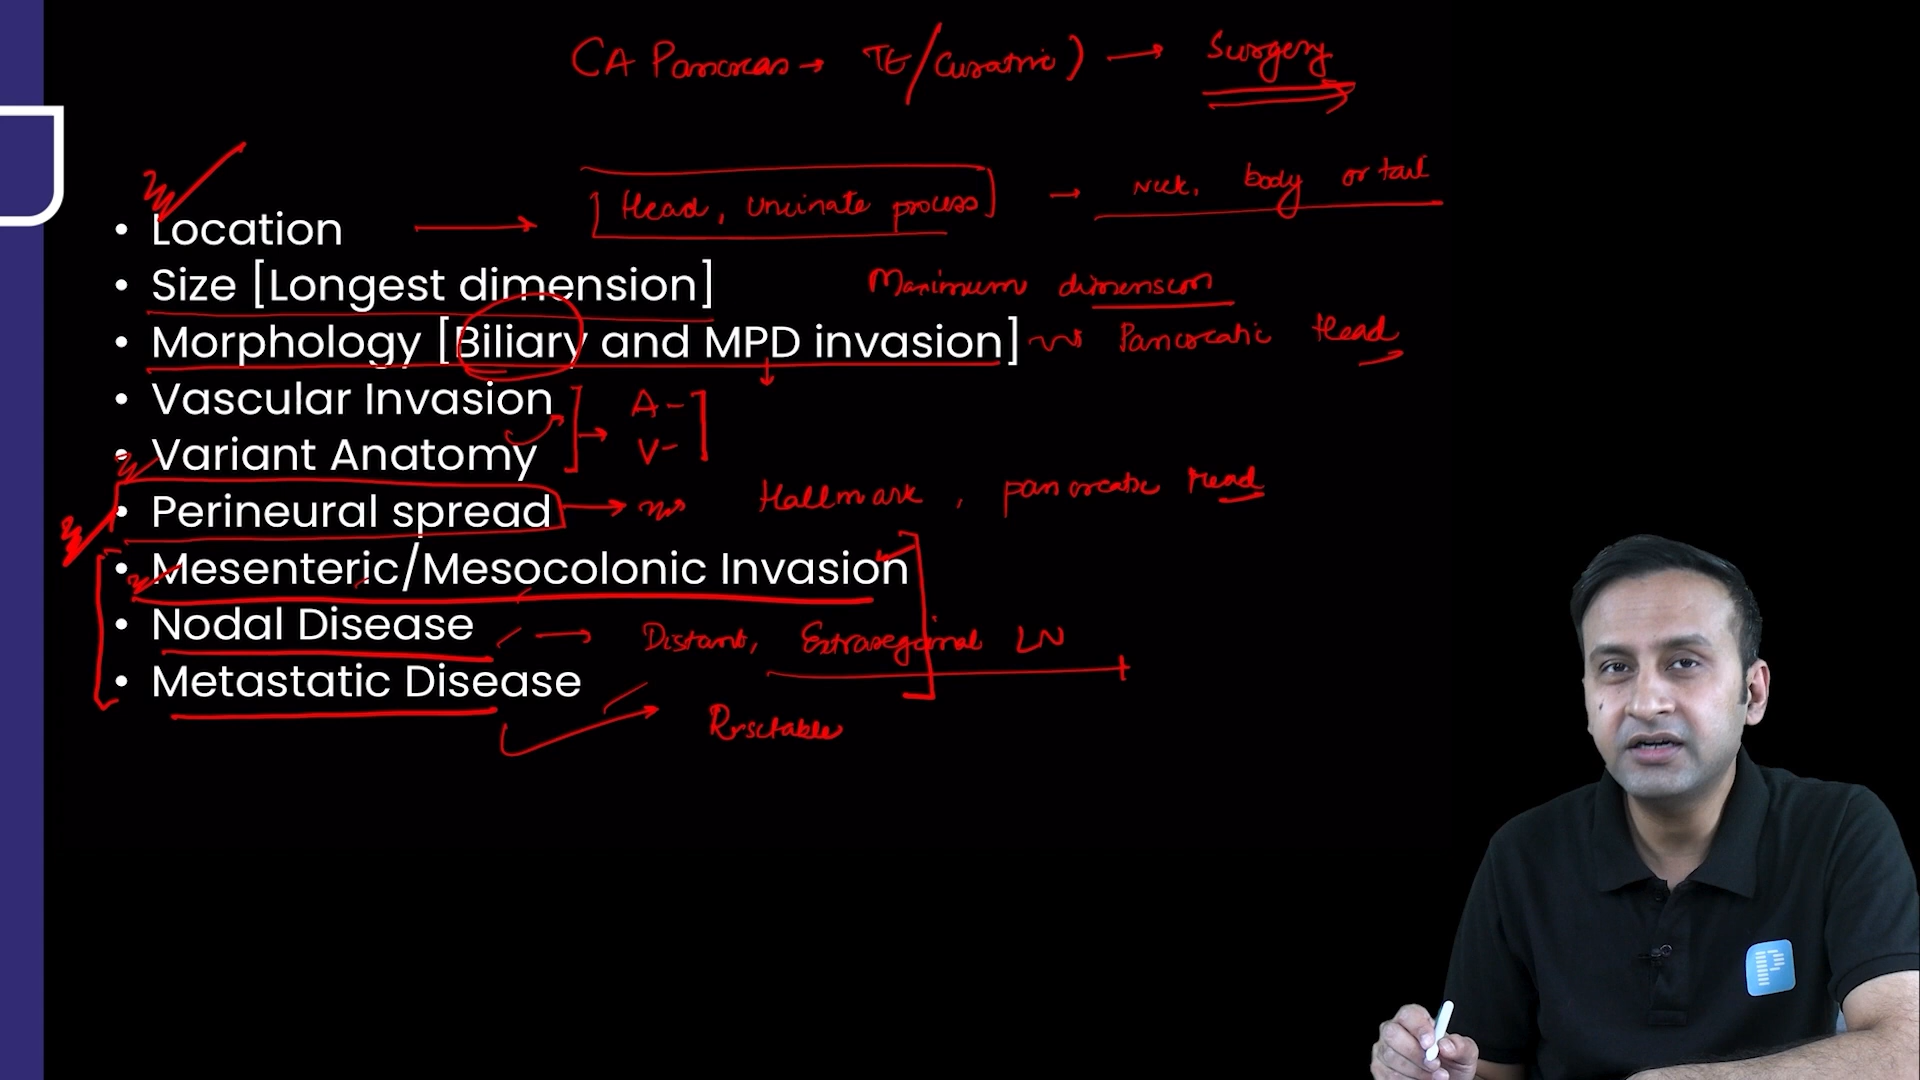 CA Pancreas → TE/Curative) → Surgery
• Location → [Head, Uncinate process] → Neck, body or tail
• Size [Longest dimension] Maximum dimension
• Morphology [Biliary and MPD invasion] Pancreatic Head
• Vascular Invasion A-
• Variant Anatomy V-
• Perineural spread → Hallmark, pancreatic Head
• Mesenteric/Mesocolonic Invasion
• Nodal Disease → Distant, Extraregional LN
• Metastatic Disease
Resctable
P